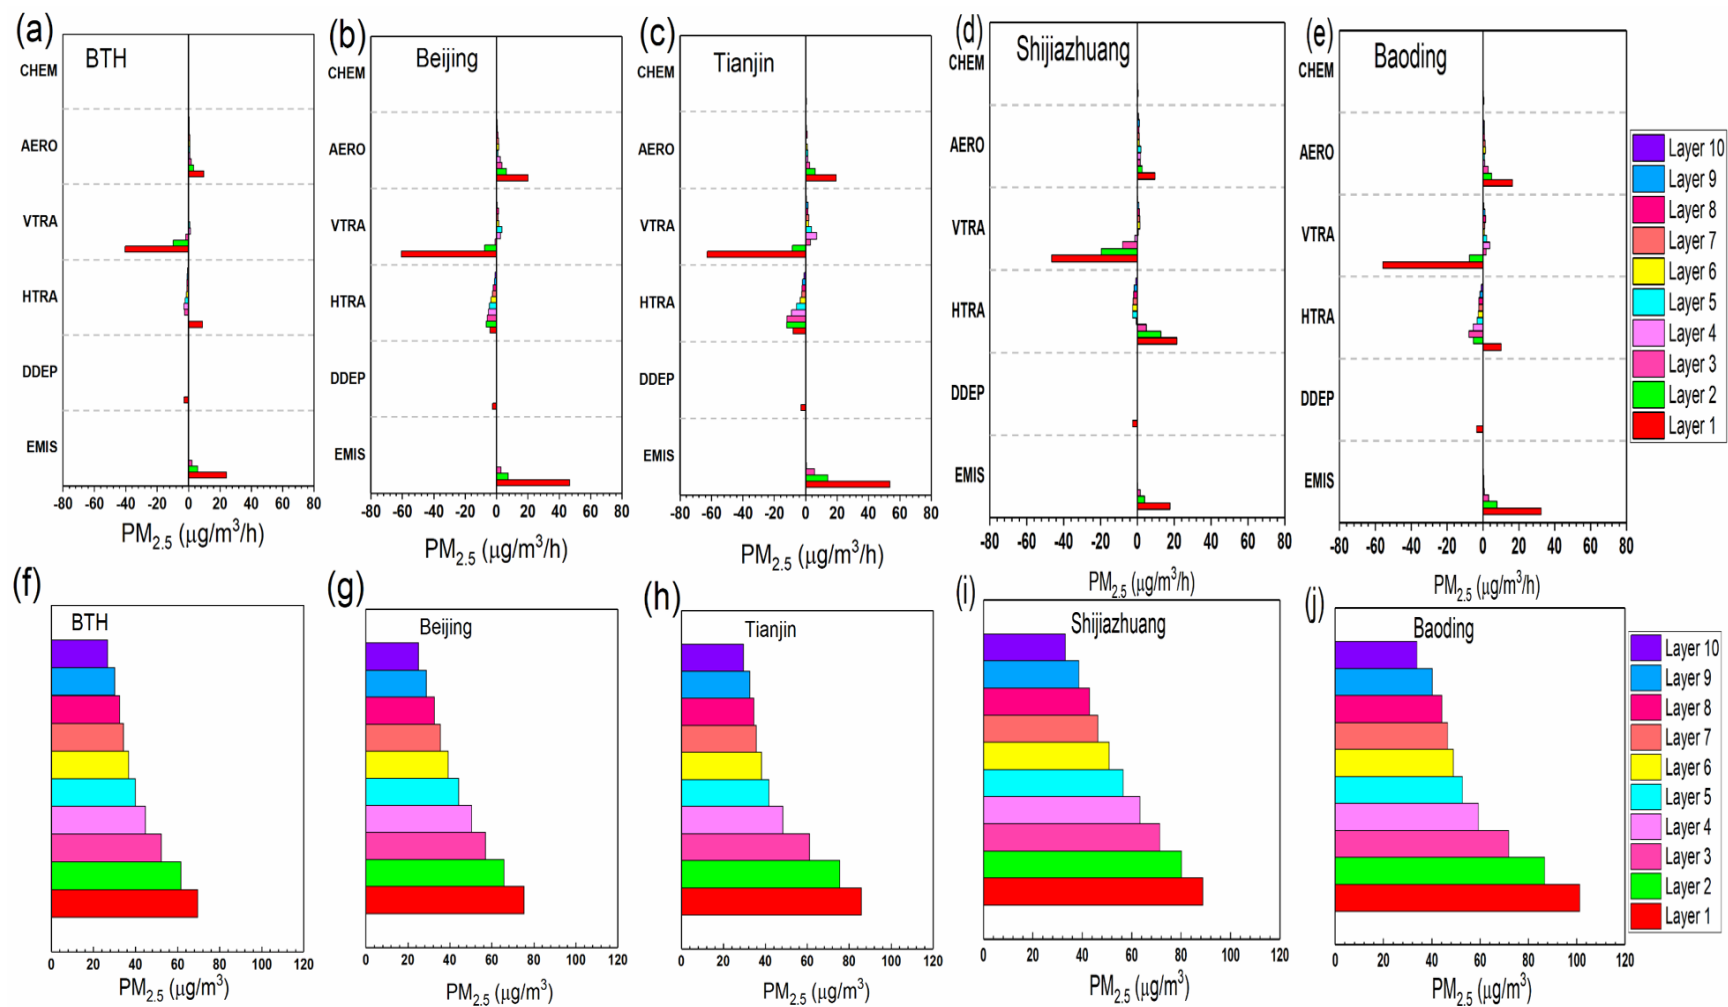 (a)
BTH
CHEM
AERO
VTRA
HTRA
DDEP
EMIS
-80 -60 -40 -20 0 20 40 60 80
PM2.5 (μg/m³/h)
(b)
Beijing
CHEM
AERO
VTRA
HTRA
DDEP
EMIS
-80 -60 -40 -20 0 20 40 60 80
PM2.5 (μg/m³/h)
(c)
Tianjin
CHEM
AERO
VTRA
HTRA
DDEP
EMIS
-80 -60 -40 -20 0 20 40 60 80
PM2.5 (μg/m³/h)
(d)
Shijiazhuang
CHEM
AERO
VTRA
HTRA
DDEP
EMIS
-80 -60 -40 -20 0 20 40 60 80
PM2.5 (μg/m³/h)
(e)
Baoding
CHEM
AERO
VTRA
HTRA
DDEP
EMIS
-80 -60 -40 -20 0 20 40 60 80
PM2.5 (μg/m³/h)
Layer 10
Layer 9
Layer 8
Layer 7
Layer 6
Layer 5
Layer 4
Layer 3
Layer 2
Layer 1
(f)
BTH
0 20 40 60 80 100 120
PM2.5 (μg/m³)
(g)
Beijing
0 20 40 60 80 100 120
PM2.5 (μg/m³)
(h)
Tianjin
0 20 40 60 80 100 120
PM2.5 (μg/m³)
(i)
Shijiazhuang
0 20 40 60 80 100 120
PM2.5 (μg/m³)
(j)
Baoding
0 20 40 60 80 100 120
PM2.5 (μg/m³)
Layer 10
Layer 9
Layer 8
Layer 7
Layer 6
Layer 5
Layer 4
Layer 3
Layer 2
Layer 1